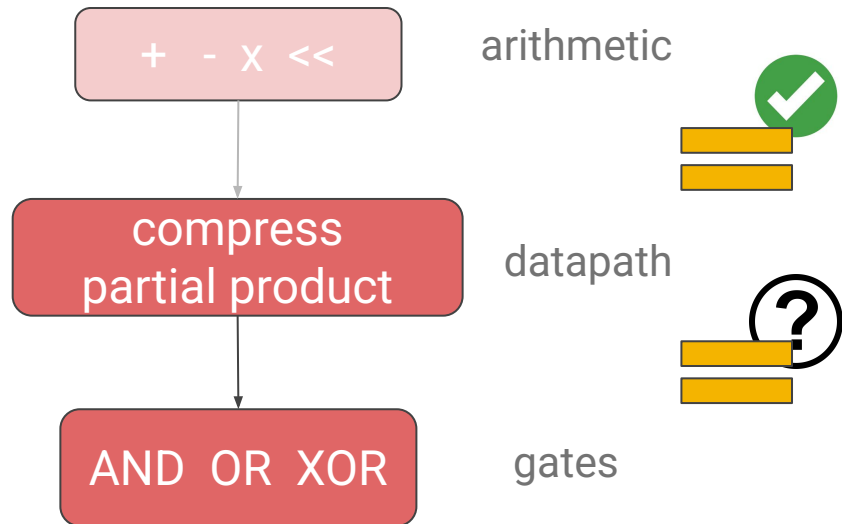 + - x <<
arithmetic
compress
partial product
datapath
?
AND OR XOR
gates